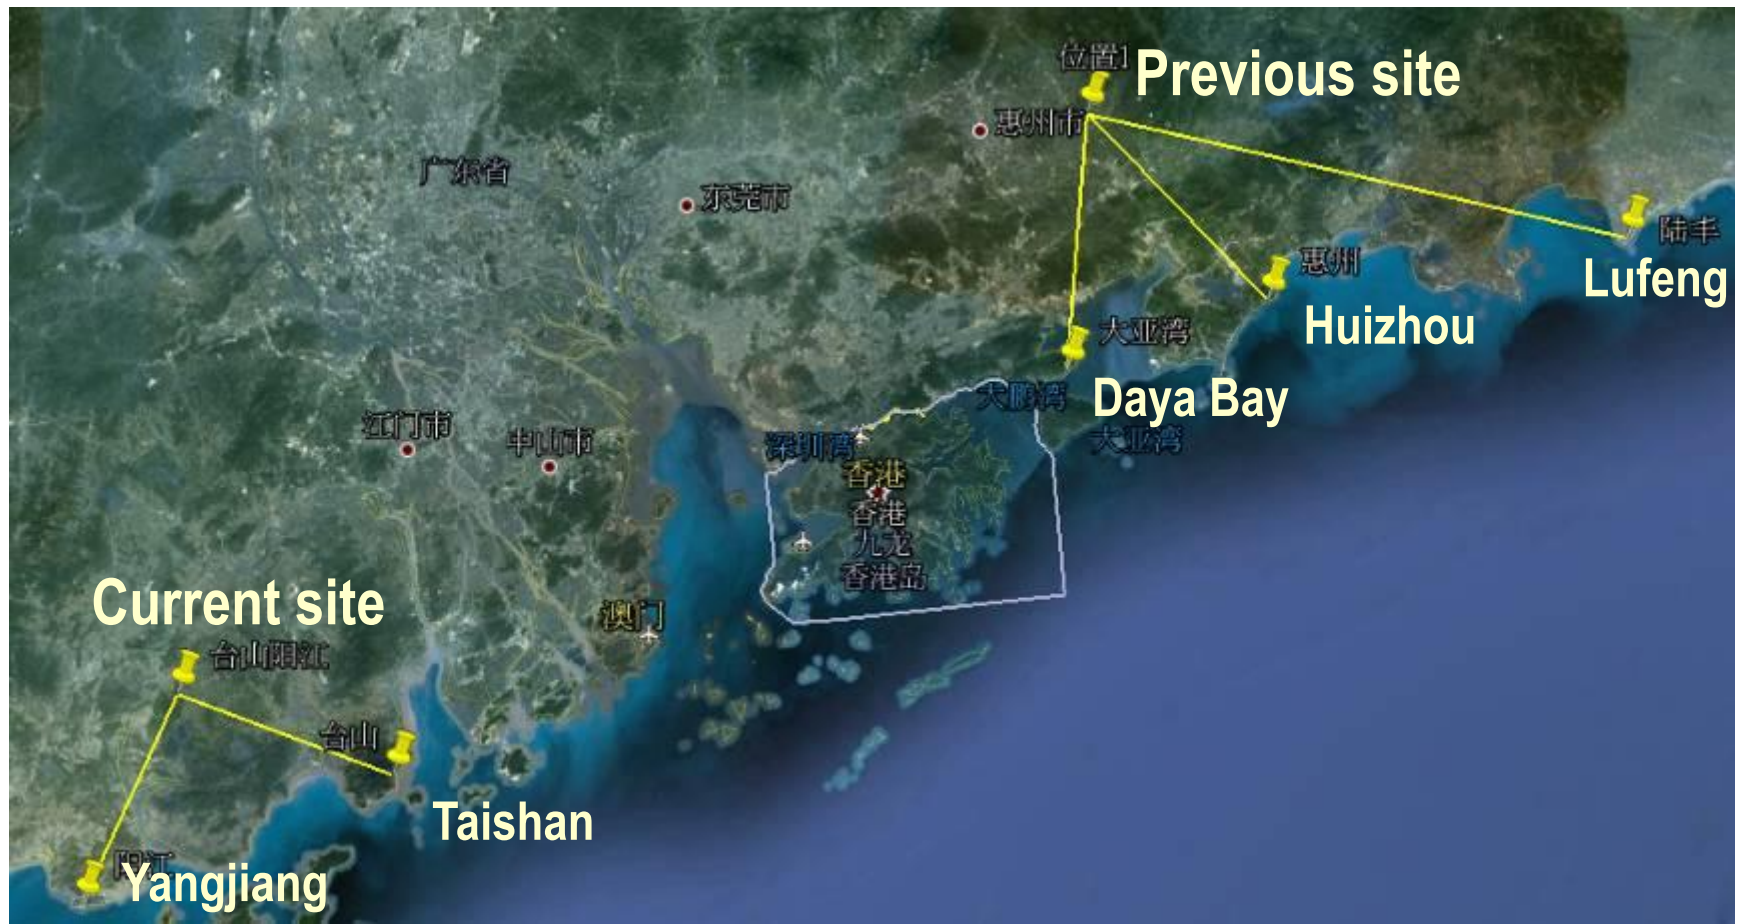 位置1
Previous site
惠州市
广东省
东莞市
陆丰
Lufeng
惠州
Huizhou
大亚湾
Daya Bay
大鹏湾
大亚湾
江门市
中山市
深圳湾
香港
香港
九龙
香港岛
澳门
Current site
台山阳江
台山
Taishan
阳江
Yangjiang